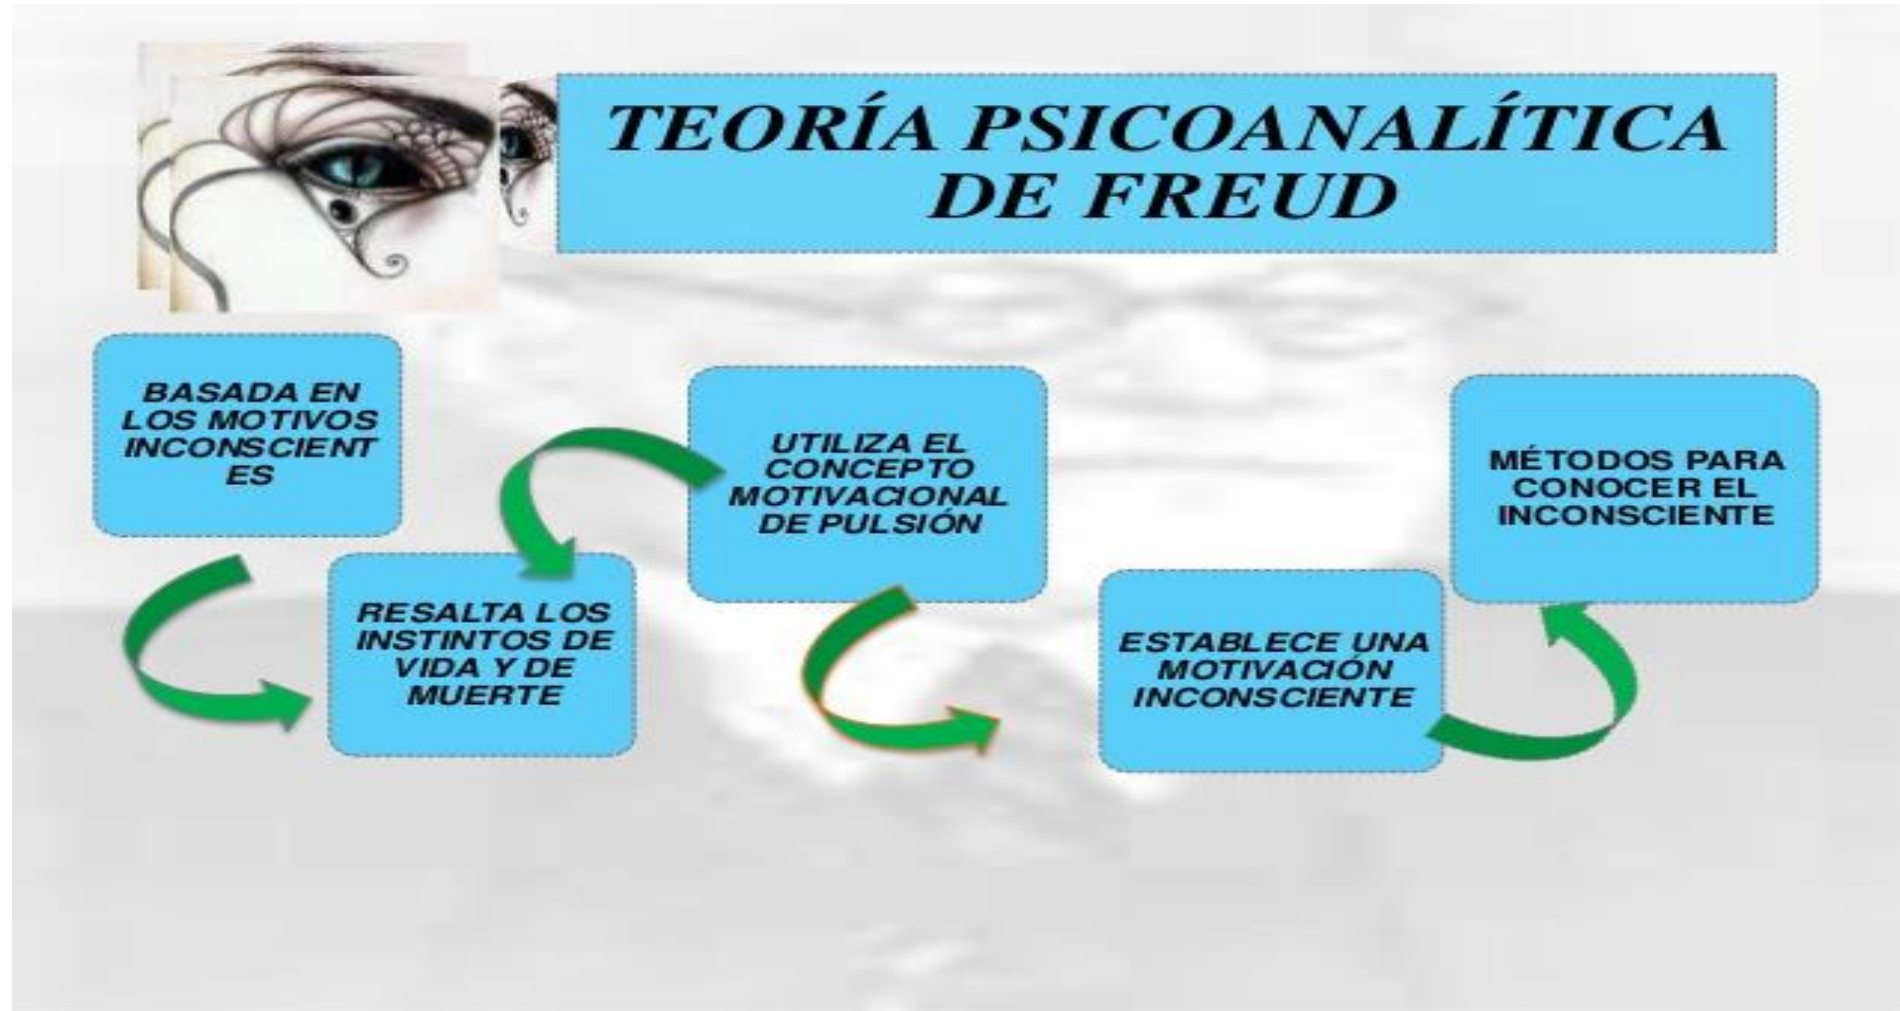 TEORÍA PSICOANALÍTICA
DE FREUD
BASADA EN
LOS MOTIVOS
INCONSCIENT
ES
RESALTA LOS
INSTINTOS DE
VIDA Y DE
MUERTE
UTILIZA EL
CONCEPTO
MOTIVACIONAL
DE PULSIÓN
ESTABLECE UNA
MOTIVACIÓN
INCONSCIENTE
MÉTODOS PARA
CONOCER EL
INCONSCIENTE